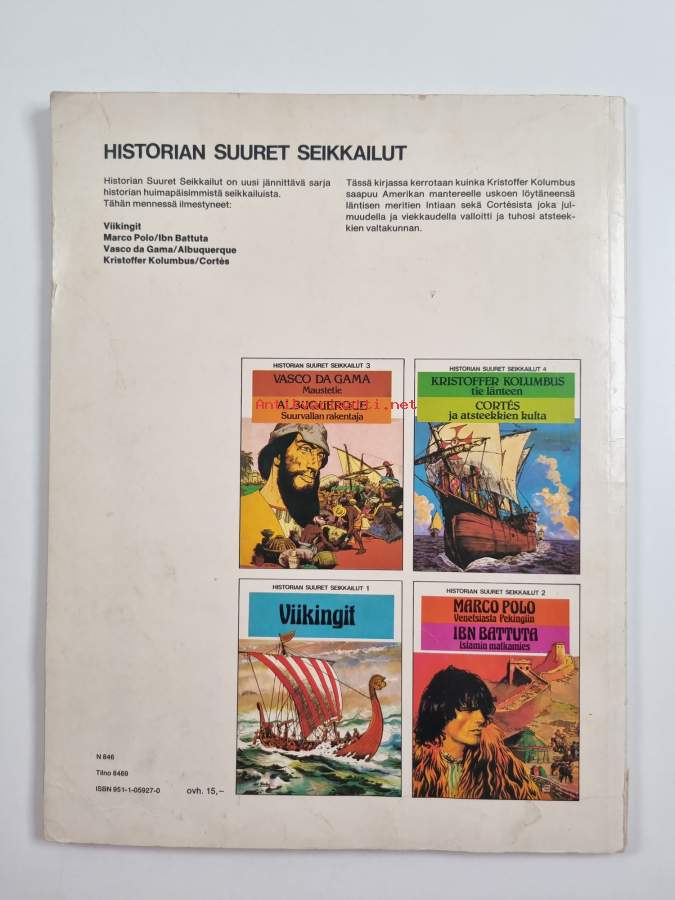 HISTORIAN SUURET SEIKKAILUT
Historian Suuret Seikkailut on uusi jännittävä sarja
historian huimapäisimmistä seikkailuista.
Tähän mennessä ilmestyneet:
Viikingit
Marco Polo/Ibn Battuta
Vasco da Gama/Albuquerque
Kristoffer Kolumbus/Cortés
Tässä kirjassa kerrotaan kuinka Kristoffer Kolumbus
saapuu Amerikan mantereelle uskoen löytäneensä
läntisen meritien Intiaan sekä Cortésista joka jul-
muudella ja viekkaudella valloitti ja tuhosi atsteek-
kien valtakunnan.
HISTORIAN SUURET SEIKKAILUT 3
VASCO DA GAMA
Maustetie
ALBUQUERQUE
Suurvallan rakentaja
HISTORIAN SUURET SEIKKAILUT 4
KRISTOFFER KOLUMBUS
tie länteen
CORTÉS
ja atsteekkien kulta
Antikvaarititi.net
HISTORIAN SUURET SEIKKAILUT 1
Viikingit
HISTORIAN SUURET SEIKKAILUT 2
MARCO POLO
Venetsiasta Pekingiin
IBN BATTUTA
Islamin matkamies
N 846
Tilno 8469
ISBN 951-1-05927-0
ovh. 15,–